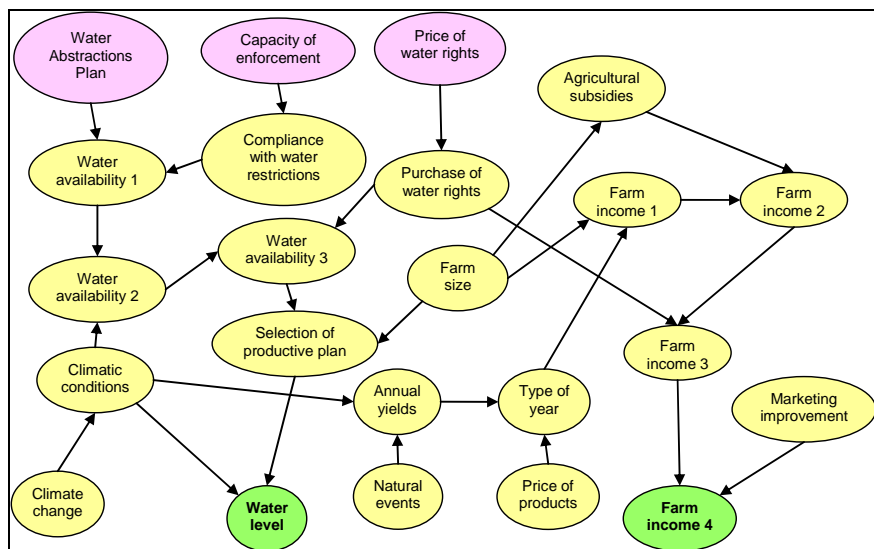 Water
Abstractions
Plan
Capacity of
enforcement
Price of
water rights
Agricultural
subsidies
Water
availability 1
Compliance
with water
restrictions
Purchase of
water rights
Farm
income 1
Farm
income 2
Water
availability 2
Water
availability 3
Farm
size
Selection of
productive plan
Farm
income 3
Climatic
conditions
Annual
yields
Type of
year
Marketing
improvement
Climate
change
Water
level
Natural
events
Price of
products
Farm
income 4